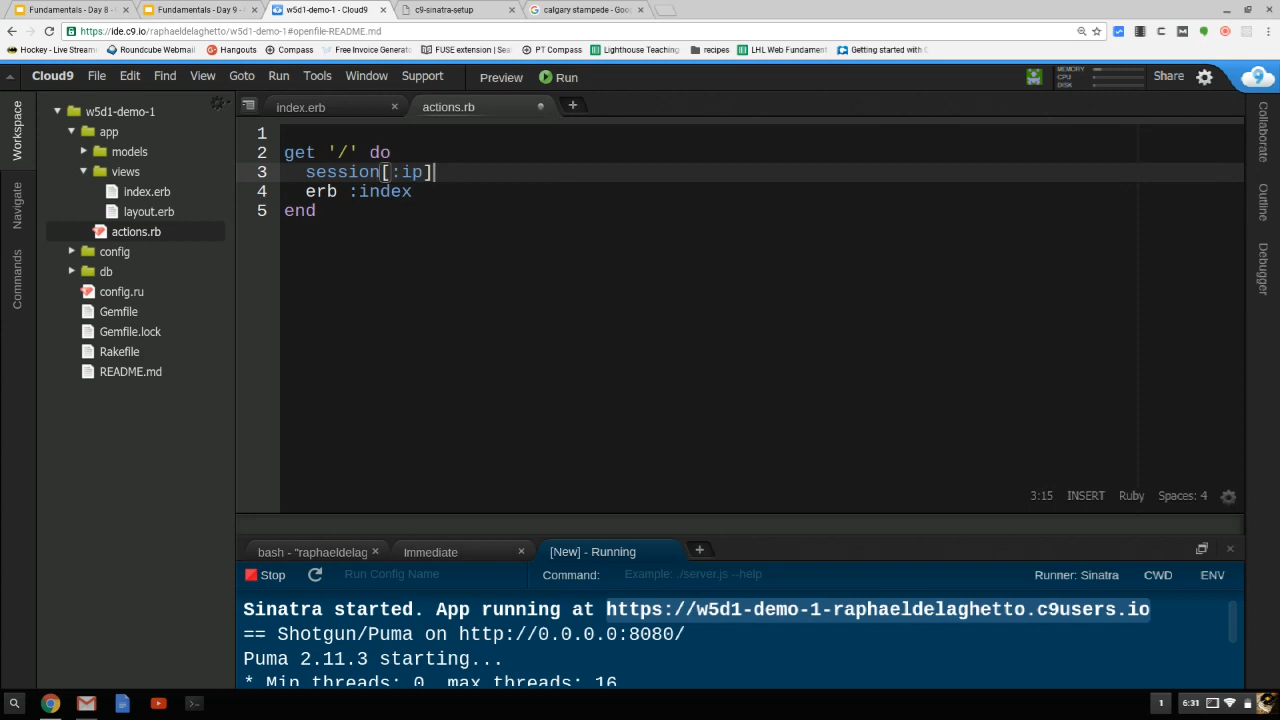 Fundamentals - Day 8 - 
Fundamentals - Day 9 - 
w5d1-demo-1 - Cloud9
c9-sinatra-setup
calgary stampede - Goo
https://ide.c9.io/raphaeldelaghetto/w5d1-demo-1#openfile-README.md
Hockey - Live Stream
Roundcube Webmail
Hangouts
Compass
Free Invoice Generato
FUSE extension | Sea
PT Compass
Lighthouse Teaching
recipes
LHL Web Fundament
Getting started with C
Cloud9 File Edit Find View Goto Run Tools Window Support Preview Run
MEMORY
CPU
DISK
Share
Workspace
Navigate
Commands
w5d1-demo-1
app
models
views
index.erb
layout.erb
actions.rb
config
db
config.ru
Gemfile
Gemfile.lock
Rakefile
README.md
index.erb
actions.rb
1
2 get '/' do
3 session[:ip]
4 erb :index
5 end
3:15 INSERT Ruby Spaces: 4
Collaborate
Outline
Debugger
bash - "raphaeldelag
Immediate
[New] - Running
Stop Run Config Name Command: Example: ./server.js --help Runner: Sinatra CWD ENV
Sinatra started. App running at https://w5d1-demo-1-raphaeldelaghetto.c9users.io
== Shotgun/Puma on http://0.0.0.0:8080/
Puma 2.11.3 starting...
* Min threads: 0, max threads: 16
1 6:31